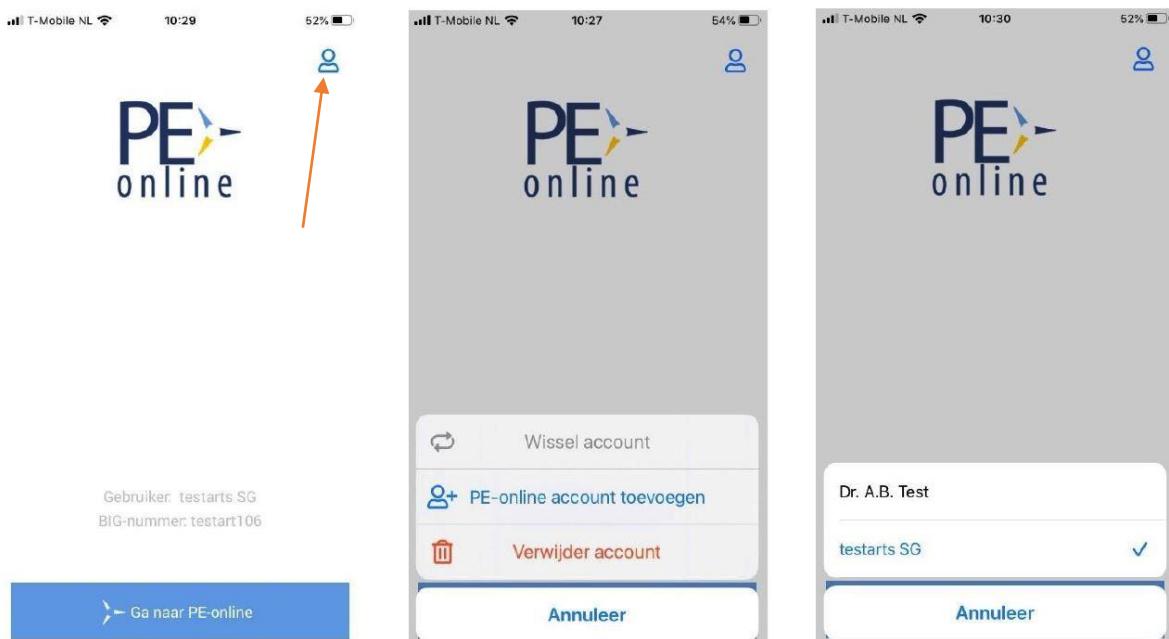 T-Mobile NL 10:29 52%
PE
online
Gebruiker: testarts SG
BIG-nummer: testart106
Ga naar PE-online
T-Mobile NL 10:27 54%
PE
online
Wissel account
PE-online account toevoegen
Verwijder account
Annuleer
T-Mobile NL 10:30 52%
PE
online
Dr. A.B. Test
testarts SG
Annuleer